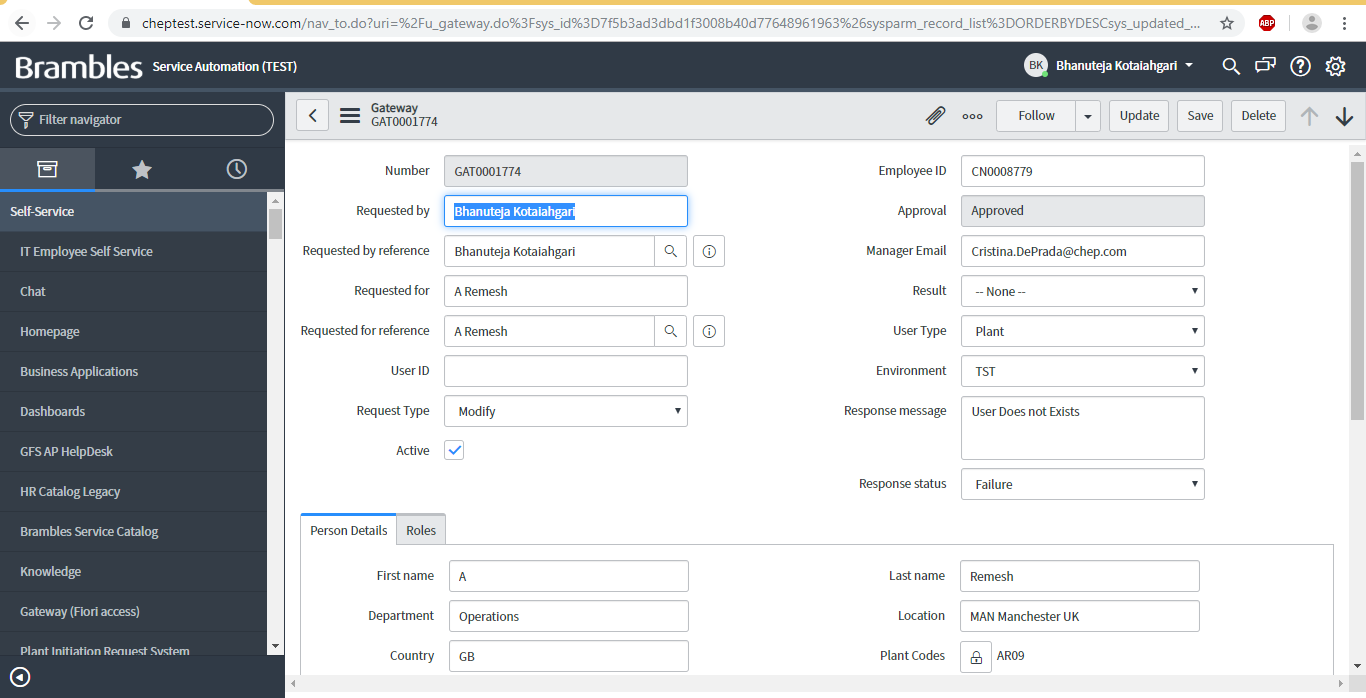 cheptest.service-now.com/nav_to.do?uri=%2Fu_gateway.do%3Fsys_id%3D7f5b3ad3dbd1f3008b40d77648961963%26sysparm_record_list%3DORDERBYDESCsys_updated_...
ABP
Brambles Service Automation (TEST)
BK Bhanuteja Kotaiahgari
Filter navigator
Self-Service
IT Employee Self Service
Chat
Homepage
Business Applications
Dashboards
GFS AP HelpDesk
HR Catalog Legacy
Brambles Service Catalog
Knowledge
Gateway (Fiori access)
Plant Initiation Request System
Gateway
GAT0001774
Follow
Update
Save
Delete
Number GAT0001774
Requested by Bhanuteja Kotaiahgari
Requested by reference Bhanuteja Kotaiahgari
Requested for A Remesh
Requested for reference A Remesh
User ID
Request Type Modify
Active
Employee ID CN0008779
Approval Approved
Manager Email Cristina.DePrada@chep.com
Result -- None --
User Type Plant
Environment TST
Response message User Does not Exists
Response status Failure
Person Details Roles
First name A
Department Operations
Country GB
Last name Remesh
Location MAN Manchester UK
Plant Codes AR09